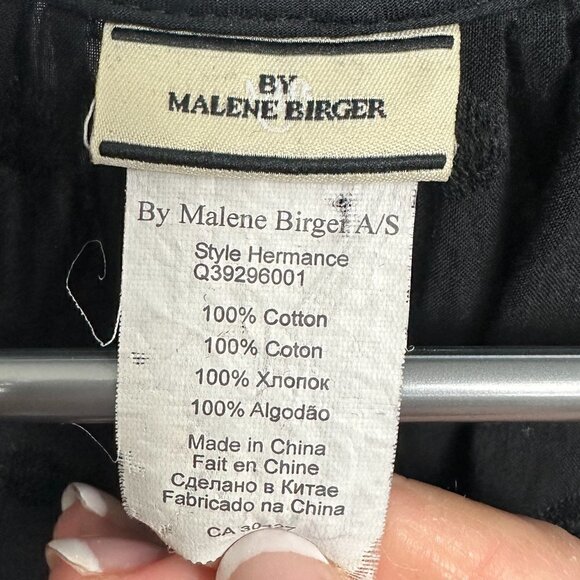 BY
MALENE BIRGER
By Malene Birger A/S
Style Hermance
Q39296001
100% Cotton
100% Coton
100% Хлопок
100% Algodão
Made in China
Fait en Chine
Сделано в Китае
Fabricado na China
CA